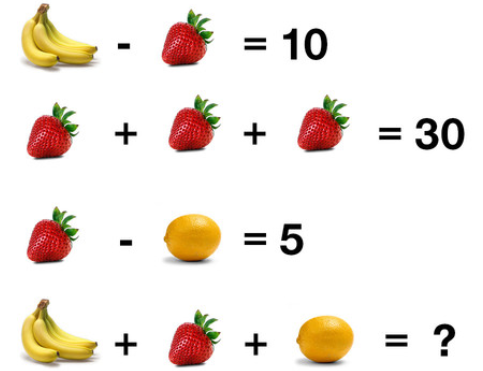 - = 10
+ + = 30
- = 5
+ + = ?